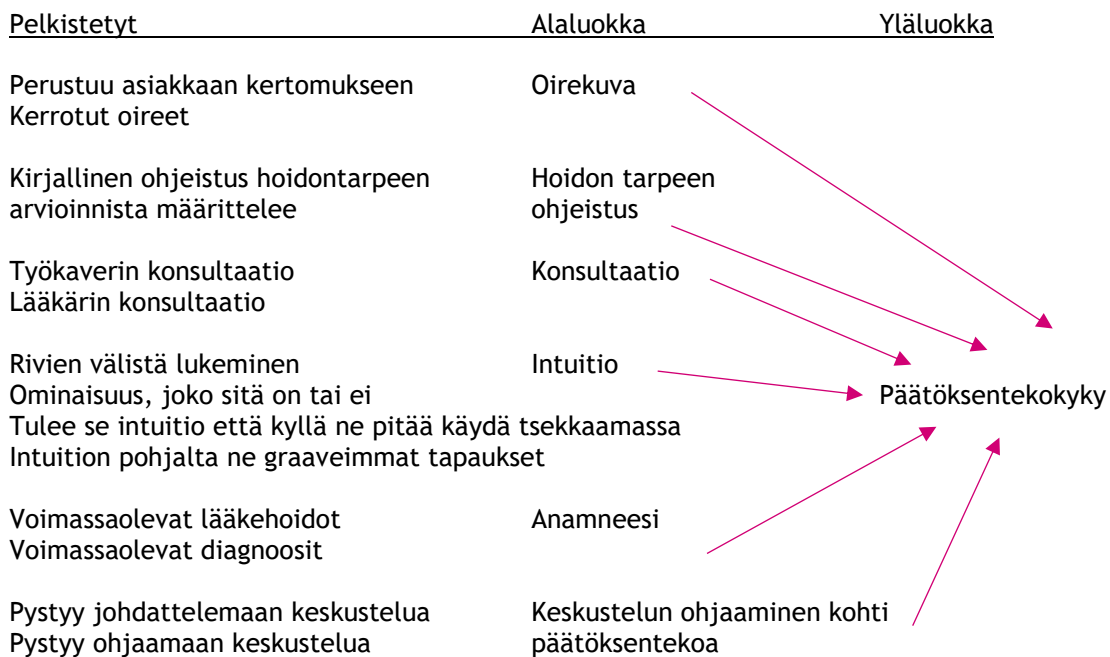 Pelkistetyt Alaluokka Yläluokka
Perustuu asiakkaan kertomukseen Oirekuva
Kerrotut oireet
Kirjallinen ohjeistus hoidontarpeen Hoidon tarpeen
arvioinnista määrittelee ohjeistus
Työkaverin konsultaatio Konsultaatio
Lääkärin konsultaatio
Rivien välistä lukeminen Intuitio
Ominaisuus, joko sitä on tai ei Päätöksentekokyky
Tulee se intuitio että kyllä ne pitää käydä tsekkaamassa
Intuition pohjalta ne graaveimmat tapaukset
Voimassaolevat lääkehoidot Anamneesi
Voimassaolevat diagnoosit
Pystyy johdattelemaan keskustelua Keskustelun ohjaaminen kohti
Pystyy ohjaamaan keskustelua päätöksentekoa